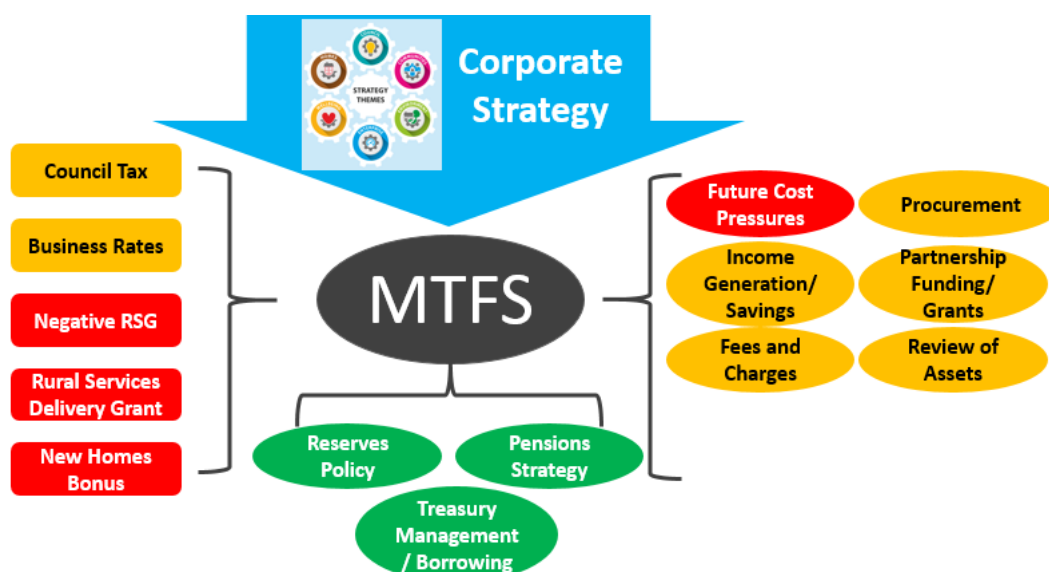 Corporate
Strategy
STRATEGY
THEMES
Council Tax
Business Rates
Negative RSG
Rural Services
Delivery Grant
New Homes
Bonus
MTFS
Reserves
Policy
Pensions
Strategy
Treasury
Management
/ Borrowing
Future Cost
Pressures
Procurement
Income
Generation/
Savings
Partnership
Funding/
Grants
Fees and
Charges
Review of
Assets